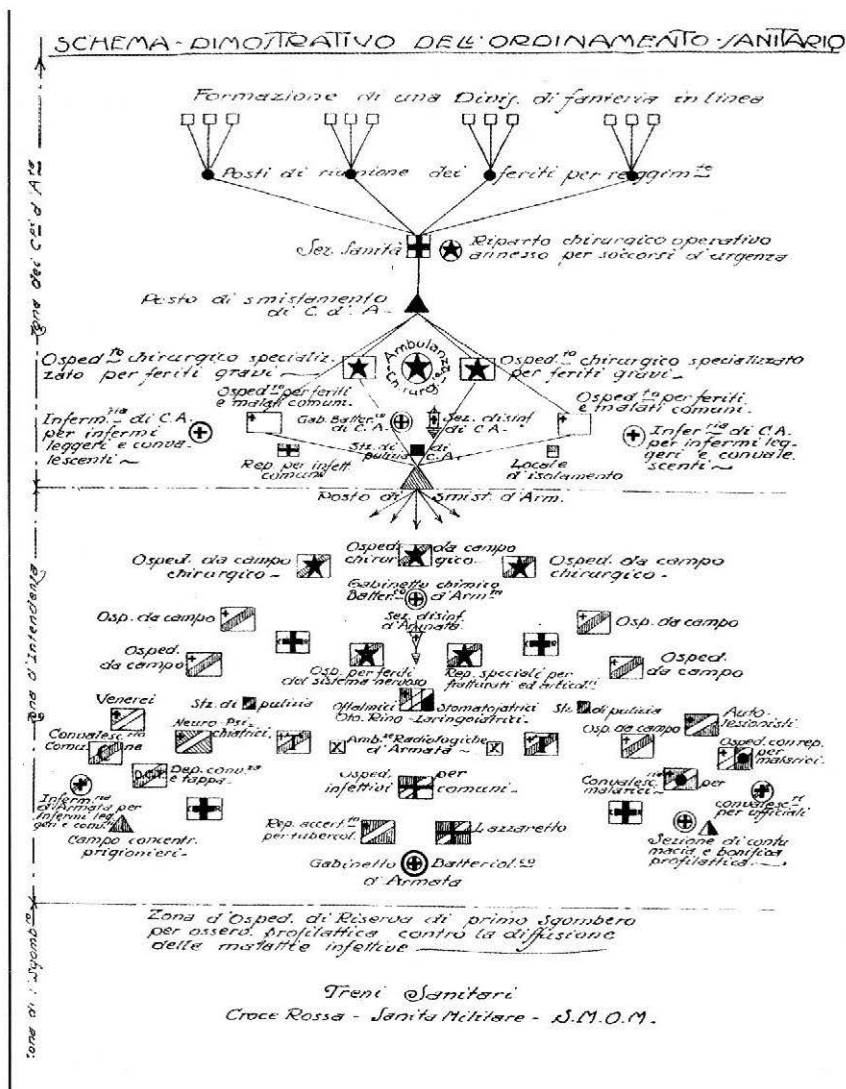 SCHEMA-DIMOSTRATIVO DELL'ORDINAMENTO-SANITARIO
Formazione di una Divis. di fanteria in linea
Posti di riunione dei feriti per reggim.to
Sez. Sanità
Riparto chirurgico operativo
annesso per soccorsi d'urgenza
Posto di smistamento
di C. d'A.
Zona dei C.pi d'A.ta
Osped.to chirurgico specializ-
zato per feriti gravi
Ambulanza
Chirurg.
Osped.to chirurgico specializzato
per feriti gravi
Osped.to per feriti
e malati comuni.
Osped.to per feriti
e malati comuni.
Inferm.ria di C.A.
per infermi
leggeri e conva-
lescenti
Gab. Batter.co
di C.A.
Sez. disinf.
di C.A.
Infer.ria di C.A.
per infermi leg-
geri e convale
scenti
Rep. per infett.
comuni
Stz. di pulizia di C.A.
Locale
d'isolamento
Posto di smist. d'Arm.
Zona d'Intendenza
Osped. da campo
chirurgico
Osped. da campo
chirurgico
Osped. da campo
chirurgico
Gabinetto chimico
Batter.co d'Arm.ta
Osp. da campo
Sez. disinf.
d'Armata
Osp. da campo
Osped.
da campo
Osp. per feriti
del sistema nervoso
Rep. speciali per
fratturati ed articol.ri
Osped.
da campo
Venerei
Stz. di pulizia
Oftalmici Stomatojatrici
Oto-Rino-Laringoiatrici.
Stz. di pulizia
Auto-
lesionisti
Convalesc.rio
Comune
Neuro-Psi-
chiatrici.
Amb.ze Radiologiche
d'Armata
Osp. da campo
Osped. con rep.
per
malarici
Dep. conv.za
e tappa.
Osped. per
infettivi comuni.
Convalesc.rio per
malarici
Inferm.ria
d'Armata per
infermi leg-
geri e comuni
Convalesc.ri
per ufficiali
Campo concentr.
prigionieri
Rep. accert.to
per tubercol.
Lazzaretto
Sezione di contu
macia e bonifica
profilattica
Gabinetto Batteriol.co
d'Armata
Zona di 1° Sgomb.ro
Zona d'Osped. di Riserva di primo Sgombero
per osserv. profilattica contro la diffusione
delle malattie infettive
Treni Sanitari
Croce Rossa - Sanita Militare - S.M.O.M.